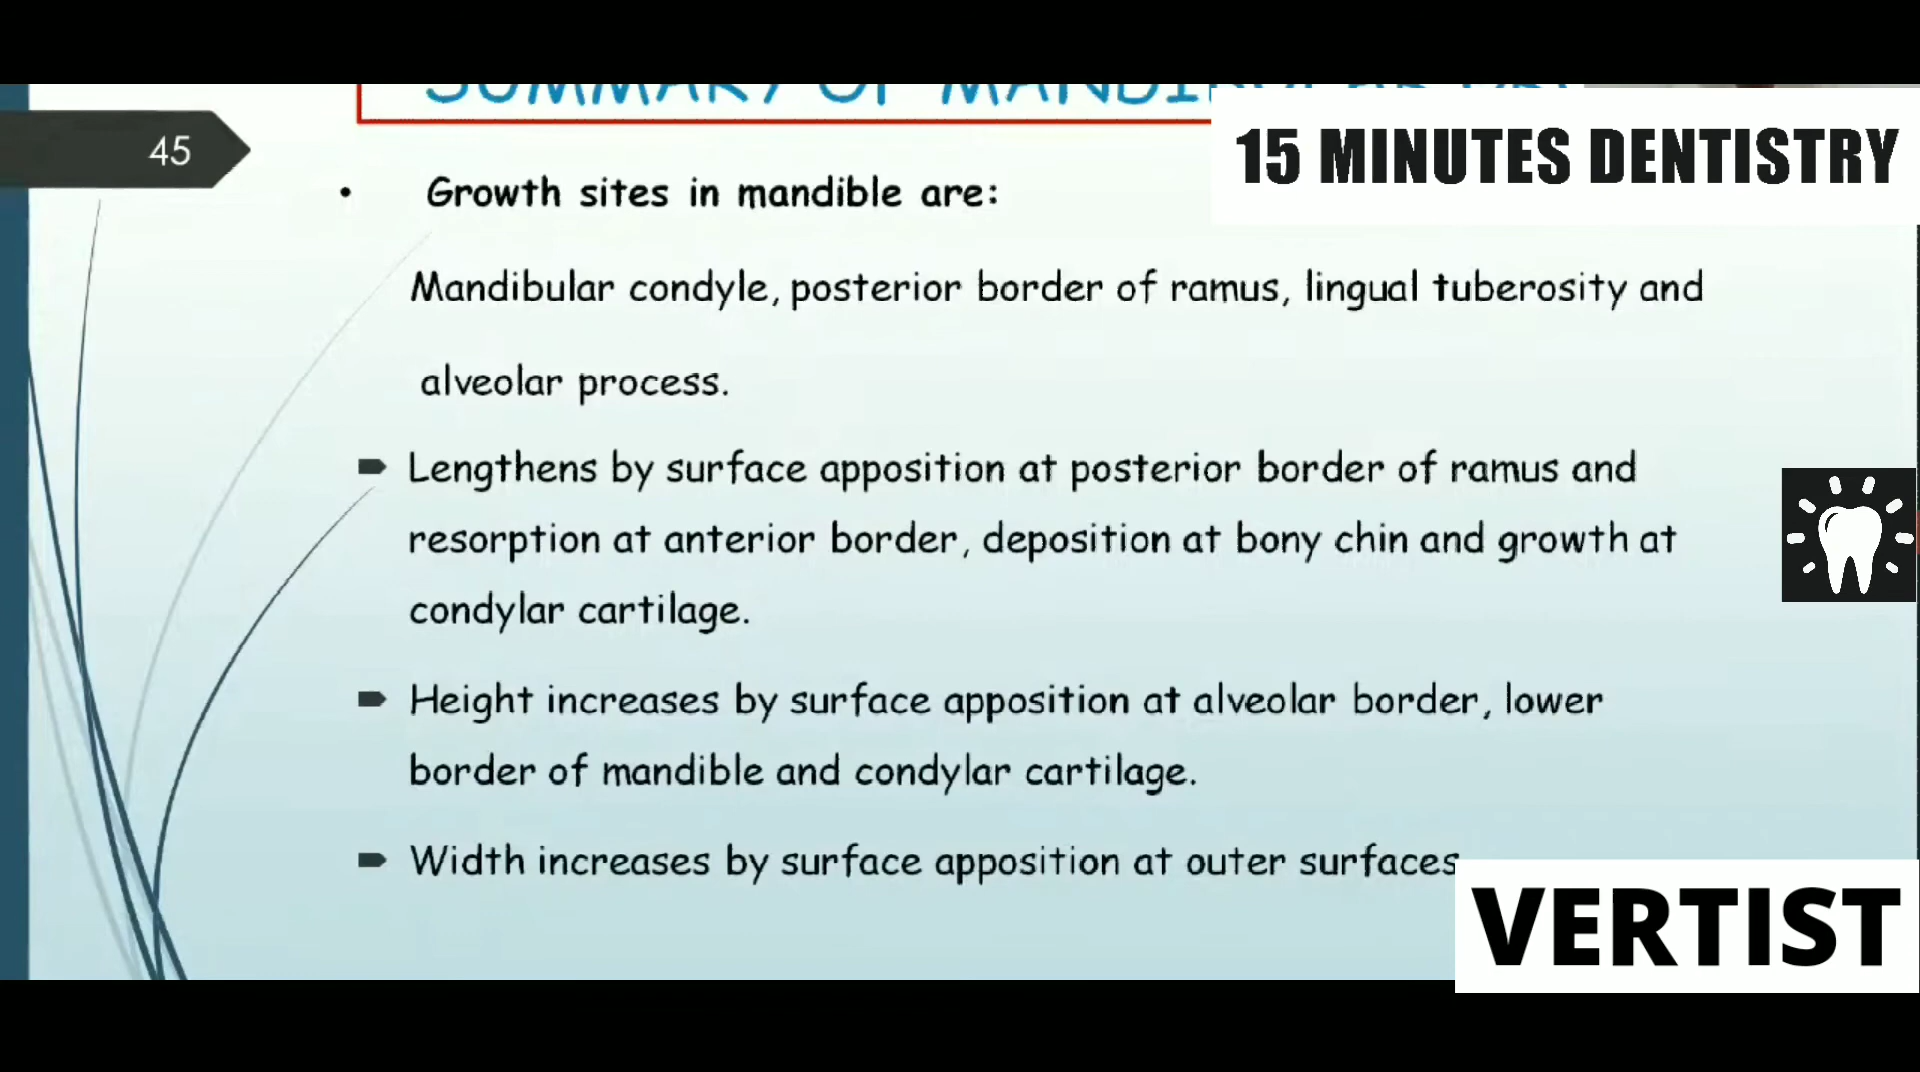 SUMMARY OF MANDIBULAR
15 MINUTES DENTISTRY
45
• Growth sites in mandible are:
Mandibular condyle, posterior border of ramus, lingual tuberosity and
alveolar process.
Lengthens by surface apposition at posterior border of ramus and
resorption at anterior border, deposition at bony chin and growth at
condylar cartilage.
Height increases by surface apposition at alveolar border, lower
border of mandible and condylar cartilage.
Width increases by surface apposition at outer surfaces
VERTIST